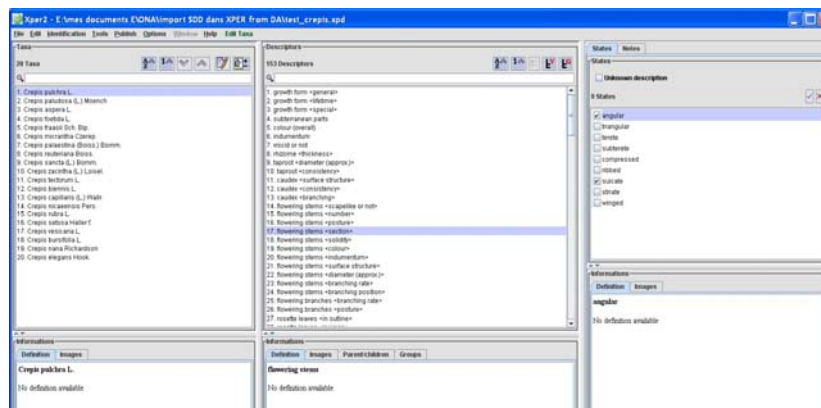 Xper2 - E:\mes documents E\DNA\import SDD dans XPER from DA\test_crepis.xpd
File Edit Identification Tools Publish Options Window Help Edit Taxa
Taxa
20 Taxa
1. Crepis pulchra L.
2. Crepis paludosa (L.) Moench
3. Crepis aspera L.
4. Crepis foetida L.
5. Crepis fraasii Sch. Bip.
6. Crepis micrantha Czerep.
7. Crepis palaestina (Boiss.) Bornm.
8. Crepis reuteriana Boiss.
9. Crepis sancta (L.) Bornm.
10. Crepis zacintha (L.) Loisel.
11. Crepis tectorum L.
12. Crepis biennis L.
13. Crepis capillaris (L.) Wallr.
14. Crepis nicaeensis Pers.
15. Crepis rubra L.
16. Crepis setosa Haller f.
17. Crepis vesicaria L.
18. Crepis bursifolia L.
19. Crepis nana Richardson
20. Crepis elegans Hook.
Informations
Definition Images
Crepis pulchra L.
No definition available
Descriptors
153 Descriptors
1. growth form <general>
2. growth form <lifetime>
3. growth form <special>
4. subterranean parts
5. colour (overall)
6. indumentum
7. viscid or not
8. rhizome <thickness>
9. taproot <diameter (approx.)>
10. taproot <consistency>
11. caudex <surface structure>
12. caudex <consistency>
13. caudex <branching>
14. flowering stems <scapelike or not>
15. flowering stems <number>
16. flowering stems <posture>
17. flowering stems <section>
18. flowering stems <solidity>
19. flowering stems <colour>
20. flowering stems <indumentum>
21. flowering stems <surface structure>
22. flowering stems <diameter (approx.)>
23. flowering stems <branching rate>
24. flowering stems <branching position>
25. flowering branches <branching rate>
26. flowering branches <posture>
27. rosette leaves <in outline>
Informations
Definition Images Parent/children Groups
flowering stems
No definition available
States Notes
States
Unknown description
9 States
angular
triangular
terete
subterete
compressed
ribbed
sulcate
striate
winged
Informations
Definition Images
angular
No definition available